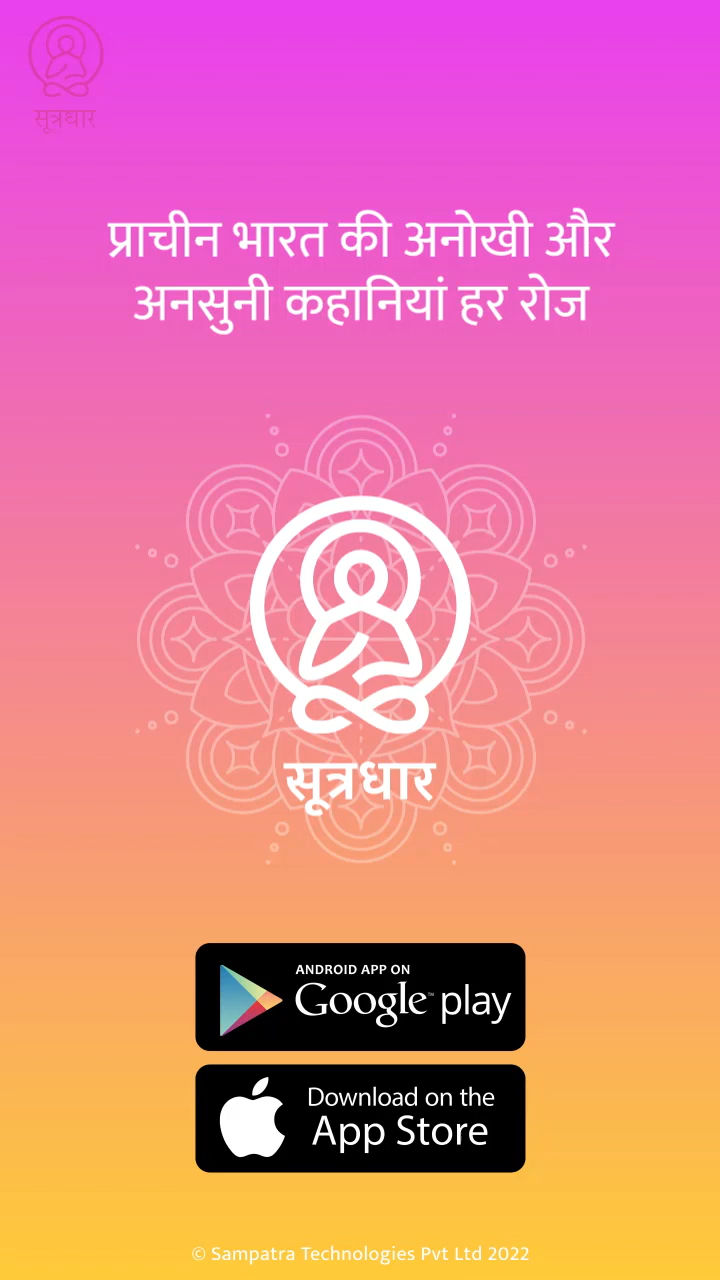 सूत्रधार
प्राचीन भारत की अनोखी और
अनसुनी कहानियां हर रोज
सूत्रधार
ANDROID APP ON
Google™ play
Download on the
App Store
© Sampatra Technologies Pvt Ltd 2022